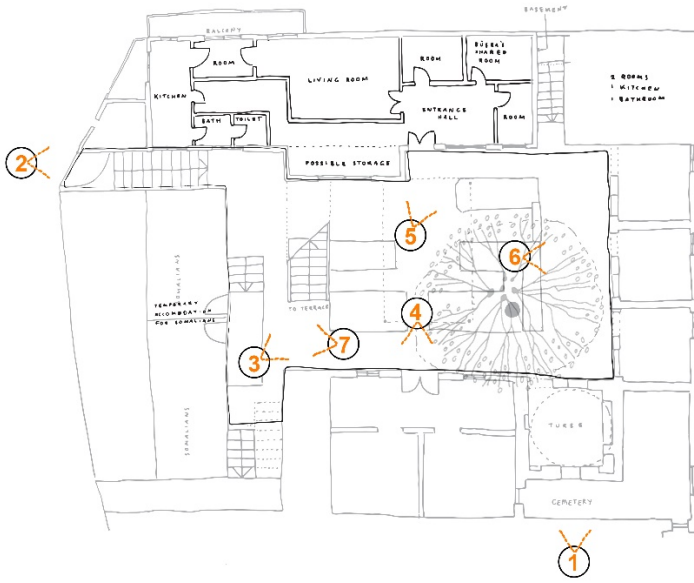 BASEMENT
BALCONY
ROOM
KITCHEN
LIVING ROOM
ROOM
BÜŞRA'S
SHARED
ROOM
2 ROOMS
1 KITCHEN
1 BATHROOM
ENTRANCE
HALL
ROOM
BATH
TOILET
POSSIBLE STORAGE
2
5
6
SOMALIANS
TEMPORARY
ACCOMODATION
FOR SOMALIANS
TO TERRACE
4
7
3
SOMALIANS
TURBE
CEMETERY
1